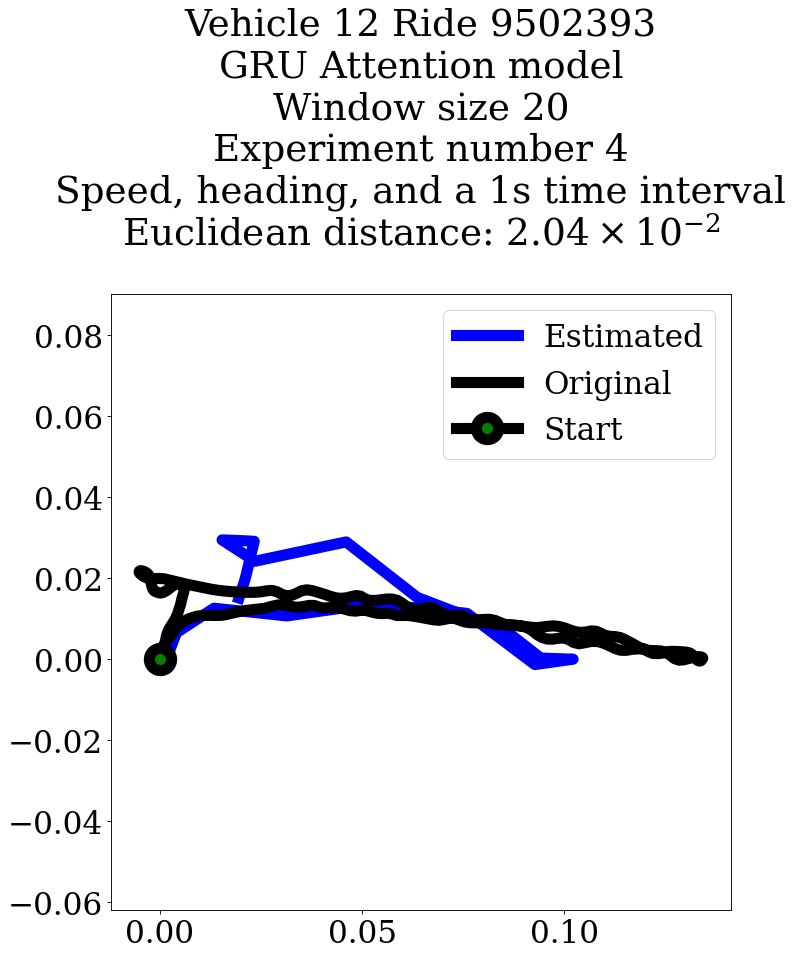 Vehicle 12 Ride 9502393
GRU Attention model
Window size 20
Experiment number 4
Speed, heading, and a 1s time interval
Euclidean distance: 2.04 × 10⁻²
Estimated
Original
Start
0.08
0.06
0.04
0.02
0.00
−0.02
−0.04
−0.06
0.00 0.05 0.10